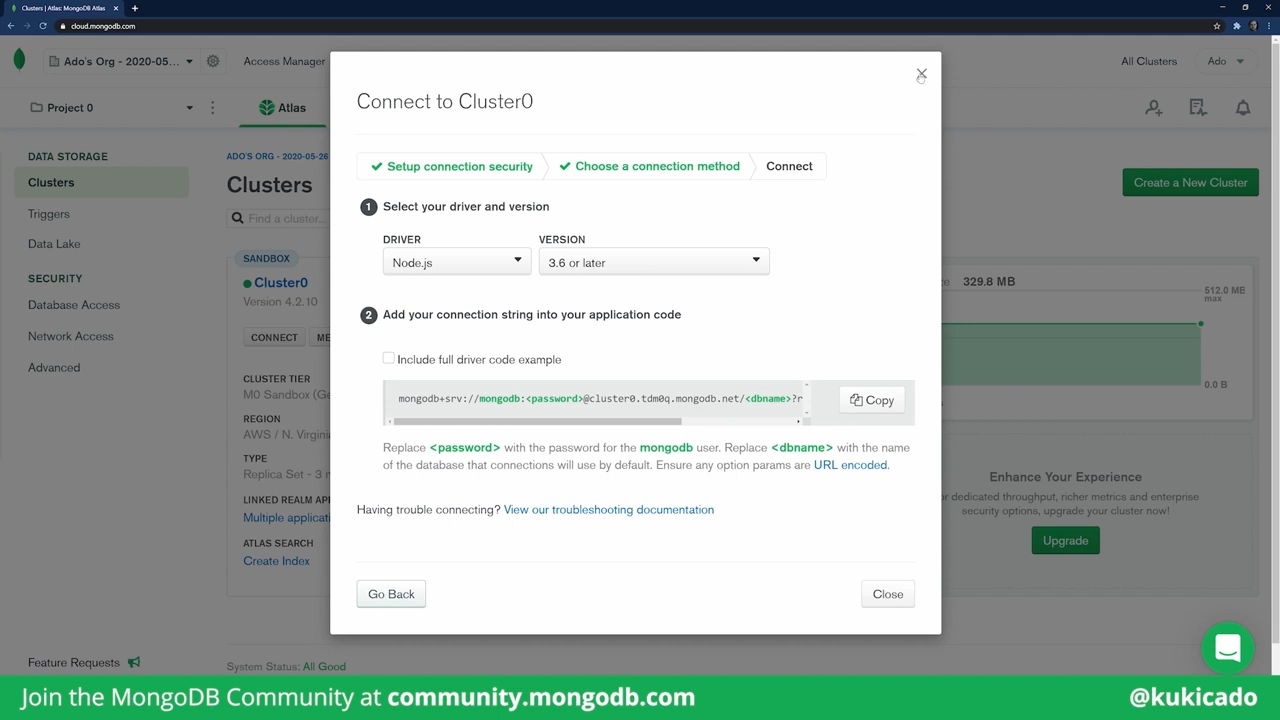 Clusters | Atlas: MongoDB Atlas
cloud.mongodb.com
Ado's Org - 2020-05...
Access Manager
All Clusters
Ado
Project 0
Atlas
DATA STORAGE
Clusters
Triggers
Data Lake
SECURITY
Database Access
Network Access
Advanced
Feature Requests
ADO'S ORG - 2020-05-26
Clusters
Find a cluster...
Create a New Cluster
SANDBOX
Cluster0
Version 4.2.10
CONNECT
CLUSTER TIER
M0 Sandbox
REGION
AWS / N. Virginia
TYPE
Replica Set - 3
LINKED REALM
Multiple
ATLAS SEARCH
Create Index
System Status: All Good
Connect to Cluster0
Setup connection security
Choose a connection method
Connect
1 Select your driver and version
DRIVER
VERSION
Node.js
3.6 or later
2 Add your connection string into your application code
Include full driver code example
mongodb+srv://mongodb:<password>@cluster0.tdm0q.mongodb.net/<dbname>?r
Copy
Replace <password> with the password for the mongodb user. Replace <dbname> with the name
of the database that connections will use by default. Ensure any option params are URL encoded.
Having trouble connecting? View our troubleshooting documentation
Go Back
Close
329.8 MB
512.0 MB
max
0.0 B
Enhance Your Experience
dedicated throughput, richer metrics and enterprise
security options, upgrade your cluster now!
Upgrade
Join the MongoDB Community at community.mongodb.com
@kukicado